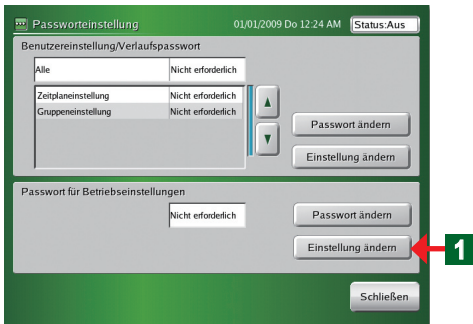 Passworteinstellung 01/01/2009 Do 12:24 AM Status:Aus
Benutzereinstellung/Verlaufspasswort
Alle Nicht erforderlich
Zeitplaneinstellung Nicht erforderlich
Gruppeneinstellung Nicht erforderlich
Passwort ändern
Einstellung ändern
Passwort für Betriebseinstellungen
Nicht erforderlich Passwort ändern
Einstellung ändern 1
Schließen